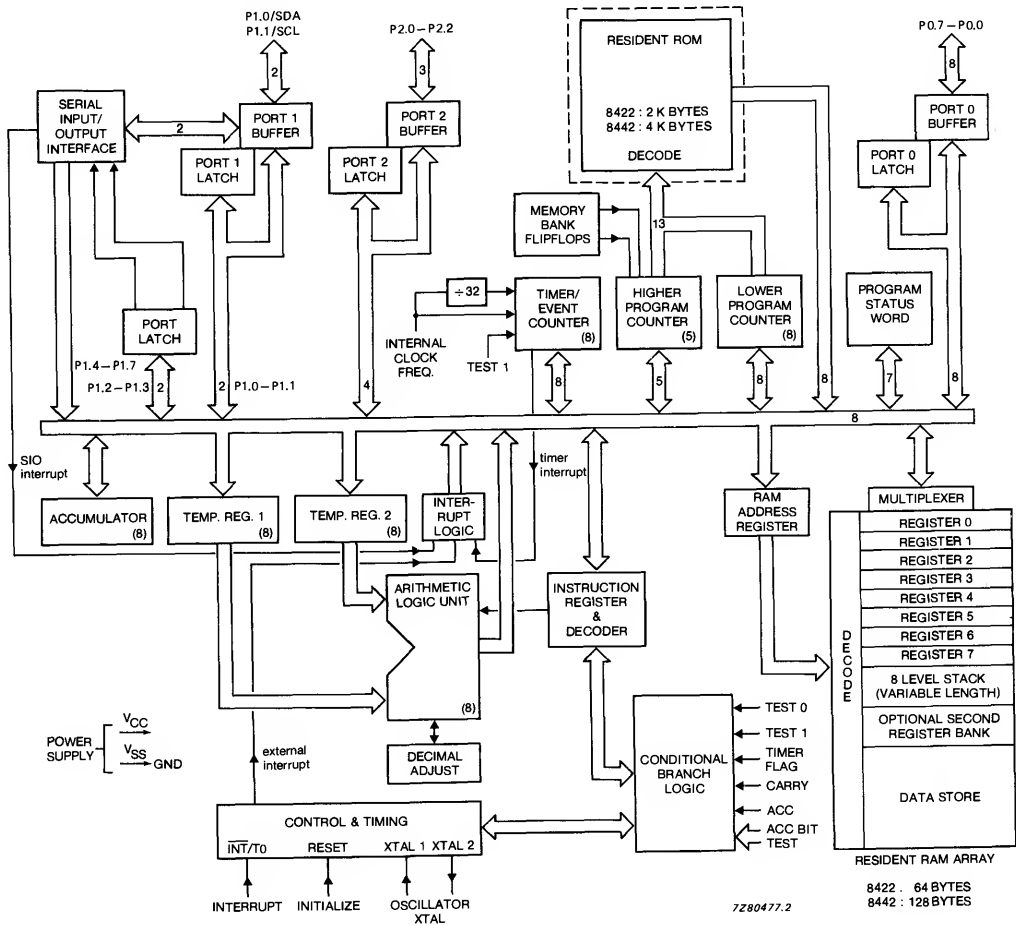 P1.0/SDA
P1.1/SCL
P2.0–P2.2
P0.7–P0.0
2
3
8
SERIAL
INPUT/
OUTPUT
INTERFACE
2
PORT 1
BUFFER
PORT 1
LATCH
PORT 2
BUFFER
PORT 2
LATCH
RESIDENT ROM
8422 : 2 K BYTES
8442 : 4 K BYTES
DECODE
PORT 0
BUFFER
PORT 0
LATCH
MEMORY
BANK
FLIPFLOPS
13
÷32
TIMER/
EVENT
COUNTER
(8)
HIGHER
PROGRAM
COUNTER
(5)
LOWER
PROGRAM
COUNTER
(8)
PROGRAM
STATUS
WORD
PORT
LATCH
INTERNAL
CLOCK
FREQ.
TEST 1
P1.4–P1.7
P1.2–P1.3
2
2
P1.0–P1.1
4
8
5
8
8
7
8
8
SIO
interrupt
timer
interrupt
ACCUMULATOR
(8)
TEMP. REG. 1
(8)
TEMP. REG. 2
(8)
INTER-
RUPT
LOGIC
RAM
ADDRESS
REGISTER
MULTIPLEXER
REGISTER 0
REGISTER 1
REGISTER 2
REGISTER 3
REGISTER 4
REGISTER 5
REGISTER 6
REGISTER 7
8 LEVEL STACK
(VARIABLE LENGTH)
OPTIONAL SECOND
REGISTER BANK
DATA STORE
DECODE
ARITHMETIC
LOGIC UNIT
(8)
INSTRUCTION
REGISTER
&
DECODER
DECIMAL
ADJUST
POWER
SUPPLY
VCC
VSS
GND
external
interrupt
CONDITIONAL
BRANCH
LOGIC
TEST 0
TEST 1
TIMER
FLAG
CARRY
ACC
ACC BIT
TEST
CONTROL & TIMING
INT/T0
RESET
XTAL 1
XTAL 2
INTERRUPT
INITIALIZE
OSCILLATOR
XTAL
7Z80477.2
RESIDENT RAM ARRAY
8422 . 64 BYTES
8442 : 128 BYTES